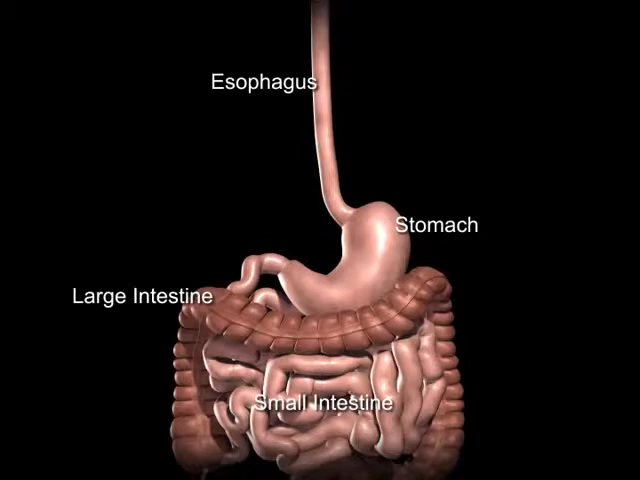 Esophagus
Stomach
Large Intestine
Small Intestine